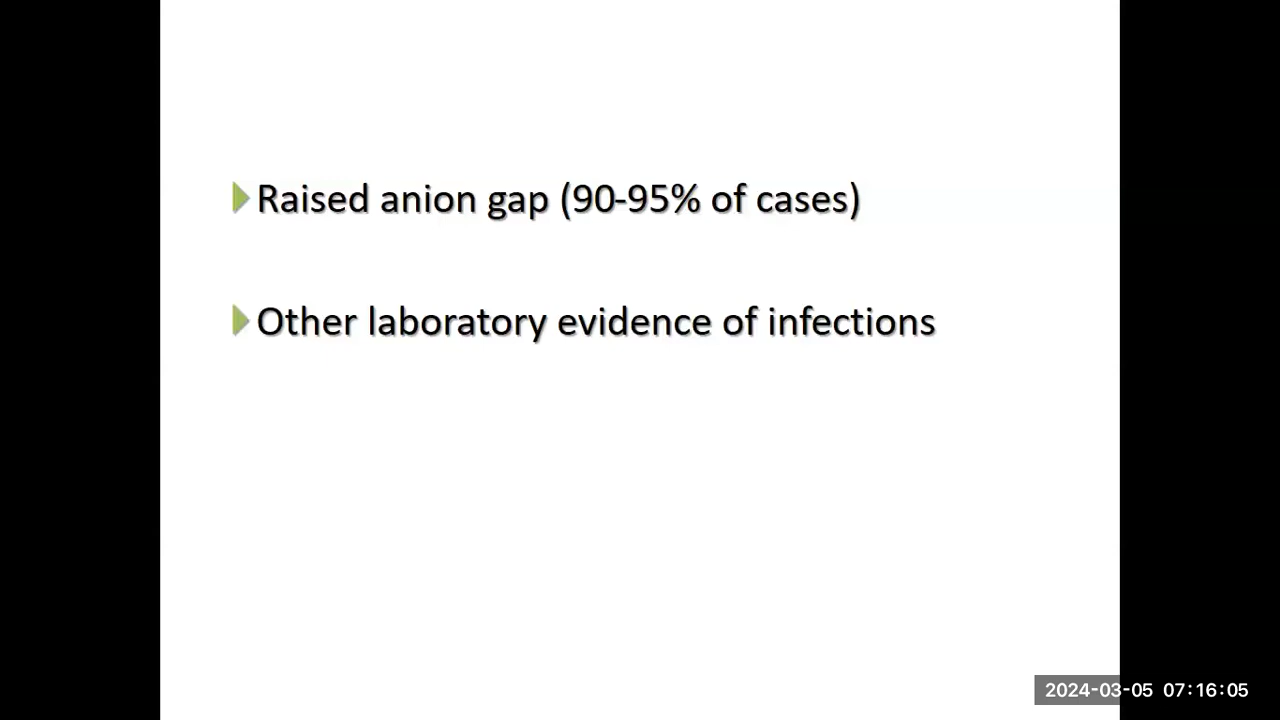 Raised anion gap (90-95% of cases)
Other laboratory evidence of infections
2024-03-05 07:16:05